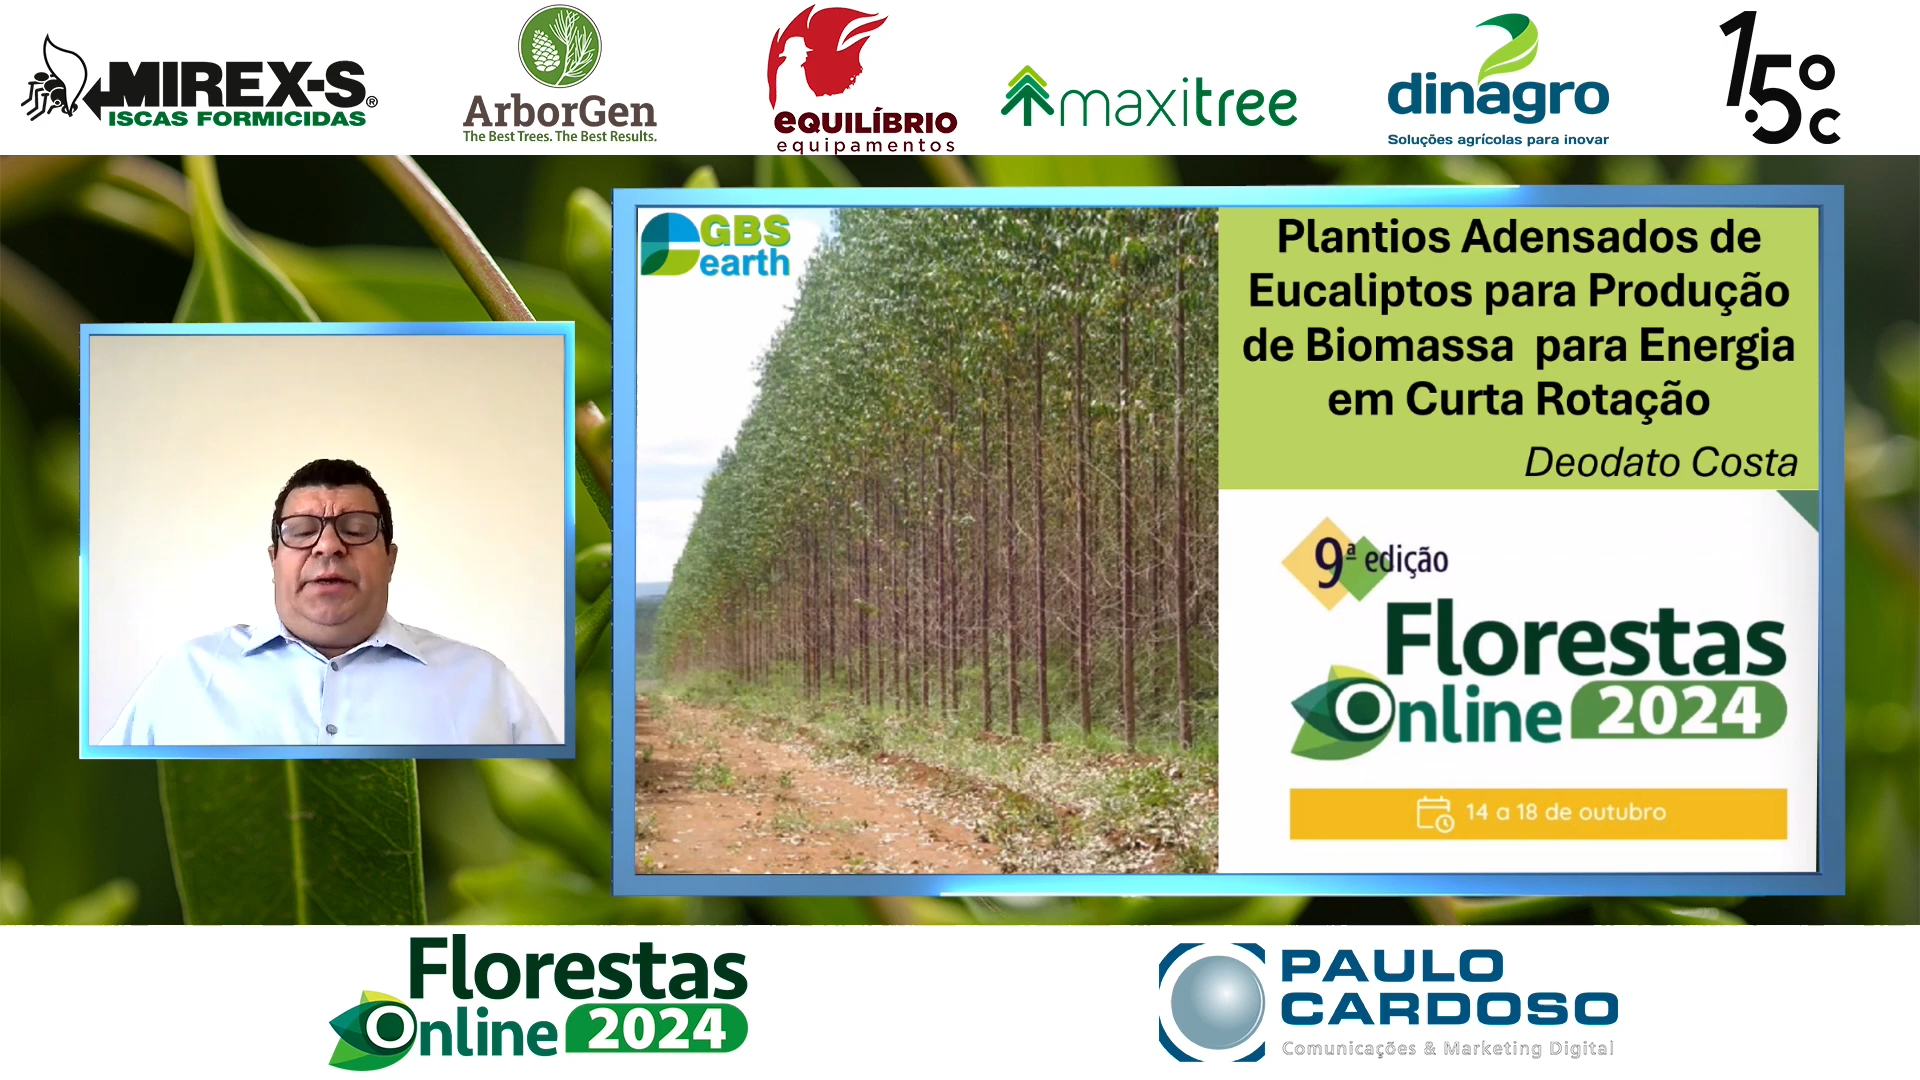 MIREX-S®
ISCAS FORMICIDAS
ArborGen
The Best Trees. The Best Results.
EQUILÍBRIO
equipamentos
maxitree
dinagro
Soluções agrícolas para inovar
1.5°C
GBS
earth
Plantios Adensados de
Eucaliptos para Produção
de Biomassa para Energia
em Curta Rotação
Deodato Costa
9ª edição
Florestas
Online 2024
14 a 18 de outubro
Florestas
Online 2024
PAULO
CARDOSO
Comunicações & Marketing Digital